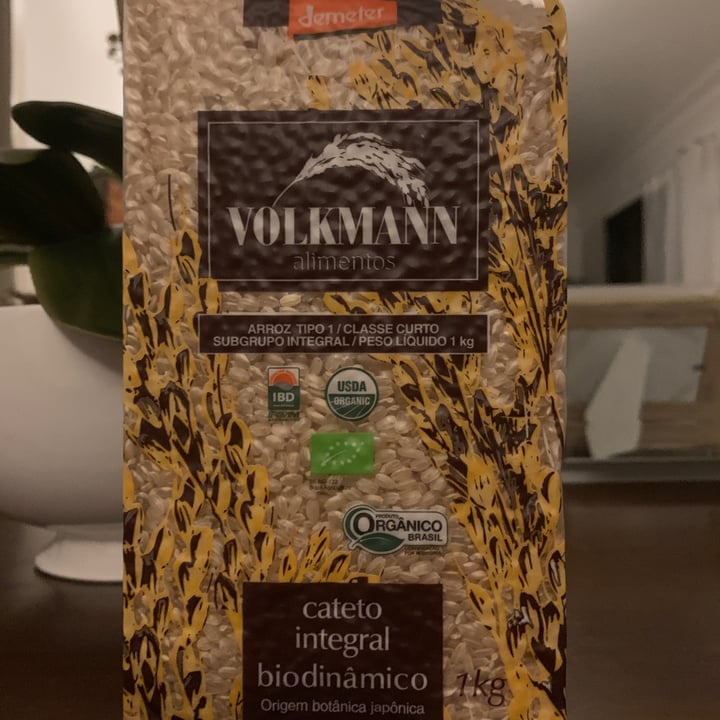 demeter
VOLKMANN
alimentos
ARROZ TIPO 1 / CLASSE CURTO
SUBGRUPO INTEGRAL / PESO LÍQUIDO 1 kg
IBD
USDA
ORGANIC
PRODUTO
ORGÂNICO
BRASIL
cateto
integral
biodinâmico
1kg
Origem botânica japônica